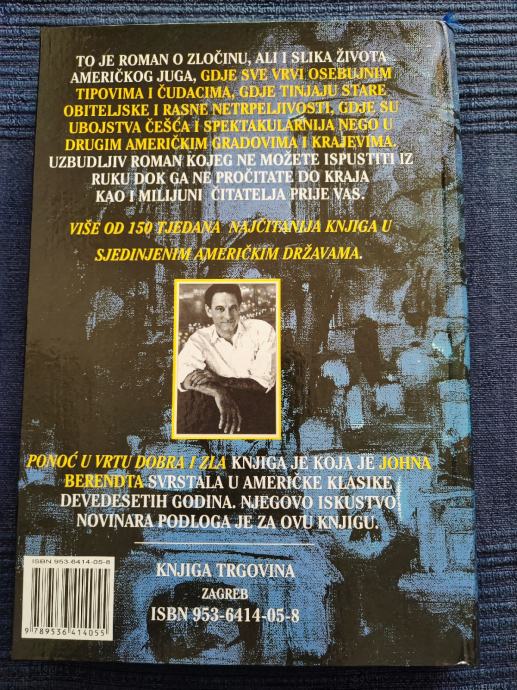 TO JE ROMAN O ZLOČINU, ALI I SLIKA ŽIVOTA
AMERIČKOG JUGA, GDJE SVE VRVI OSEBUJNIM
TIPOVIMA I ČUDACIMA, GDJE TINJAJU STARE
OBITELJSKE I RASNE NETRPELJIVOSTI, GDJE SU
UBOJSTVA ČEŠĆA I SPEKTAKULARNIJA NEGO U
DRUGIM AMERIČKIM GRADOVIMA I KRAJEVIMA.
UZBUDLJIV ROMAN KOJEG NE MOŽETE ISPUSTITI IZ
RUKU DOK GA NE PROČITATE DO KRAJA
KAO I MILIJUNI ČITATELJA PRIJE VAS.
VIŠE OD 150 TJEDANA NAJČITANIJA KNJIGA U
SJEDINJENIM AMERIČKIM DRŽAVAMA.
PONOĆ U VRTU DOBRA I ZLA KNJIGA JE KOJA JE JOHNA
BERENDTA SVRSTALA U AMERIČKE KLASIKE
DEVEDESETIH GODINA. NJEGOVO ISKUSTVO
NOVINARA PODLOGA JE ZA OVU KNJIGU.
ISBN 953-6414-05-8
9 789536 414055
KNJIGA TRGOVINA
ZAGREB
ISBN 953-6414-05-8